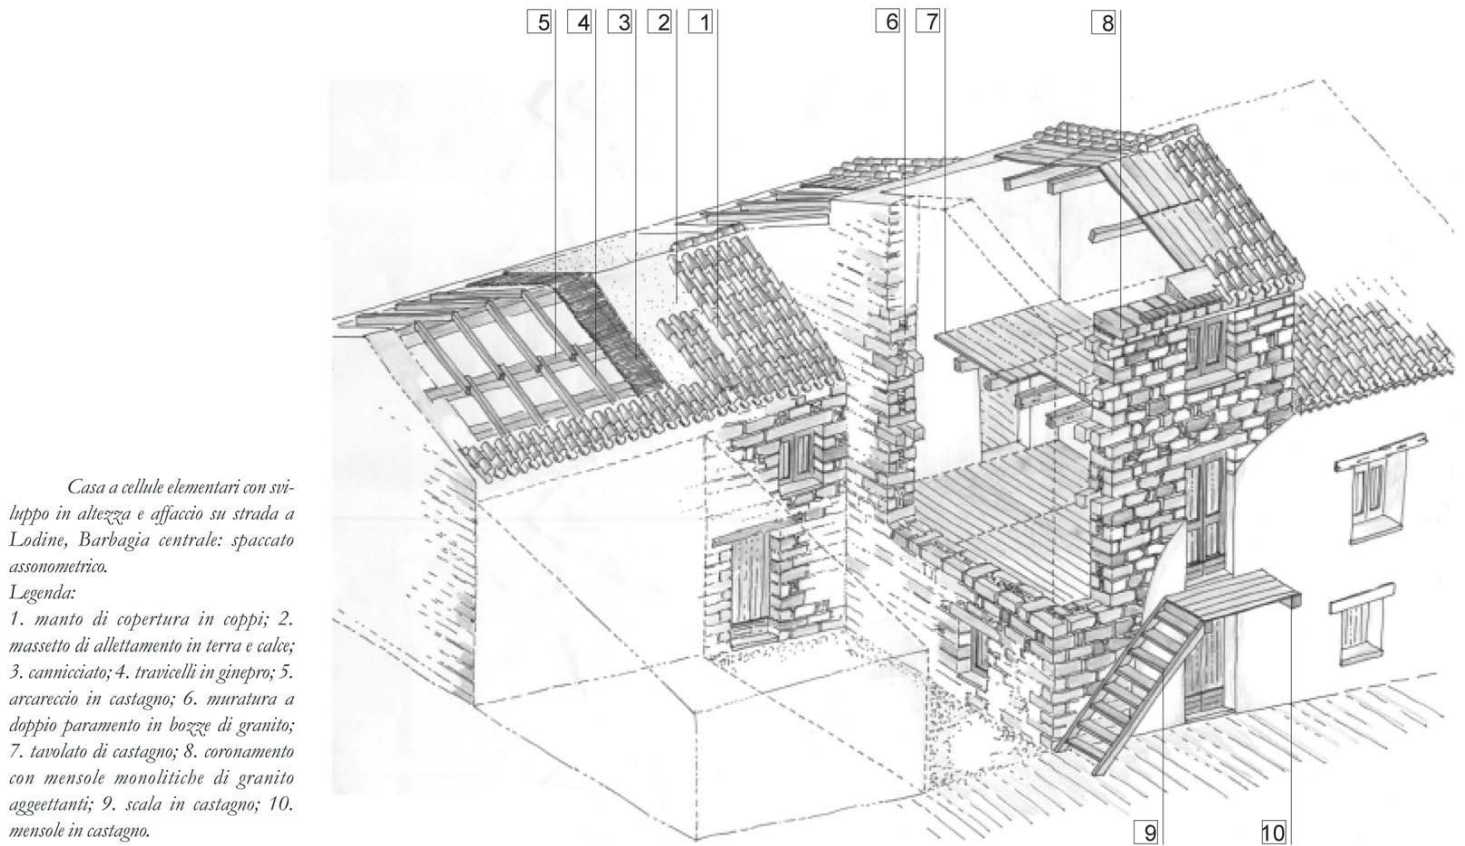 5 4 3 2 1 6 7 8
Casa a cellule elementari con svi-
luppo in altezza e affaccio su strada a
Lodine, Barbagia centrale: spaccato
assonometrico.
Legenda:
1. manto di copertura in coppi; 2.
massetto di allettamento in terra e calce;
3. cannicciato; 4. travicelli in ginepro; 5.
arcareccio in castagno; 6. muratura a
doppio paramento in bozze di granito;
7. tavolato di castagno; 8. coronamento
con mensole monolitiche di granito
aggeettanti; 9. scala in castagno; 10.
mensole in castagno.
9 10